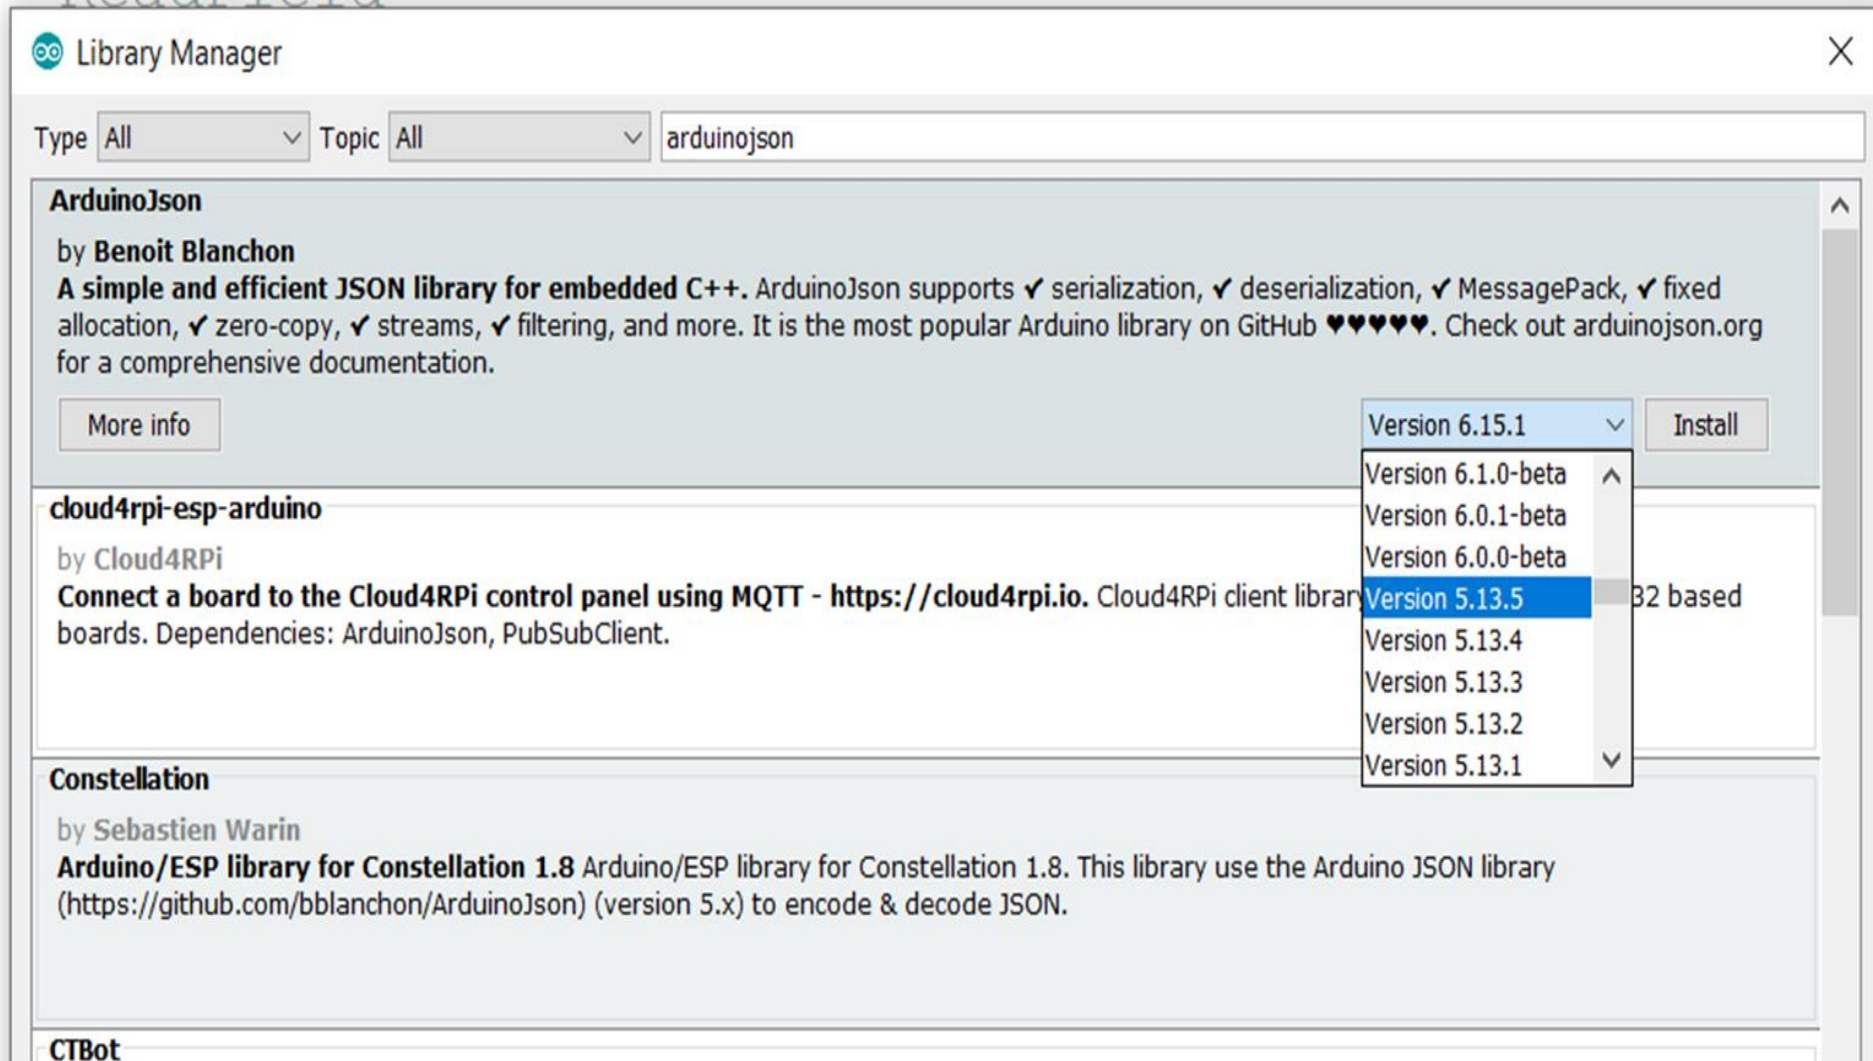 ReadField
Library Manager
Type All Topic All arduinojson
ArduinoJson
by Benoit Blanchon
A simple and efficient JSON library for embedded C++. ArduinoJson supports ✔ serialization, ✔ deserialization, ✔ MessagePack, ✔ fixed
allocation, ✔ zero-copy, ✔ streams, ✔ filtering, and more. It is the most popular Arduino library on GitHub ♥♥♥♥♥. Check out arduinojson.org
for a comprehensive documentation.
More info Version 6.15.1 Install
Version 6.1.0-beta
Version 6.0.1-beta
Version 6.0.0-beta
Version 5.13.5
Version 5.13.4
Version 5.13.3
Version 5.13.2
Version 5.13.1
cloud4rpi-esp-arduino
by Cloud4RPi
Connect a board to the Cloud4RPi control panel using MQTT - https://cloud4rpi.io. Cloud4RPi client librar 32 based
boards. Dependencies: ArduinoJson, PubSubClient.
Constellation
by Sebastien Warin
Arduino/ESP library for Constellation 1.8 Arduino/ESP library for Constellation 1.8. This library use the Arduino JSON library
(https://github.com/bblanchon/ArduinoJson) (version 5.x) to encode & decode JSON.
CTBot